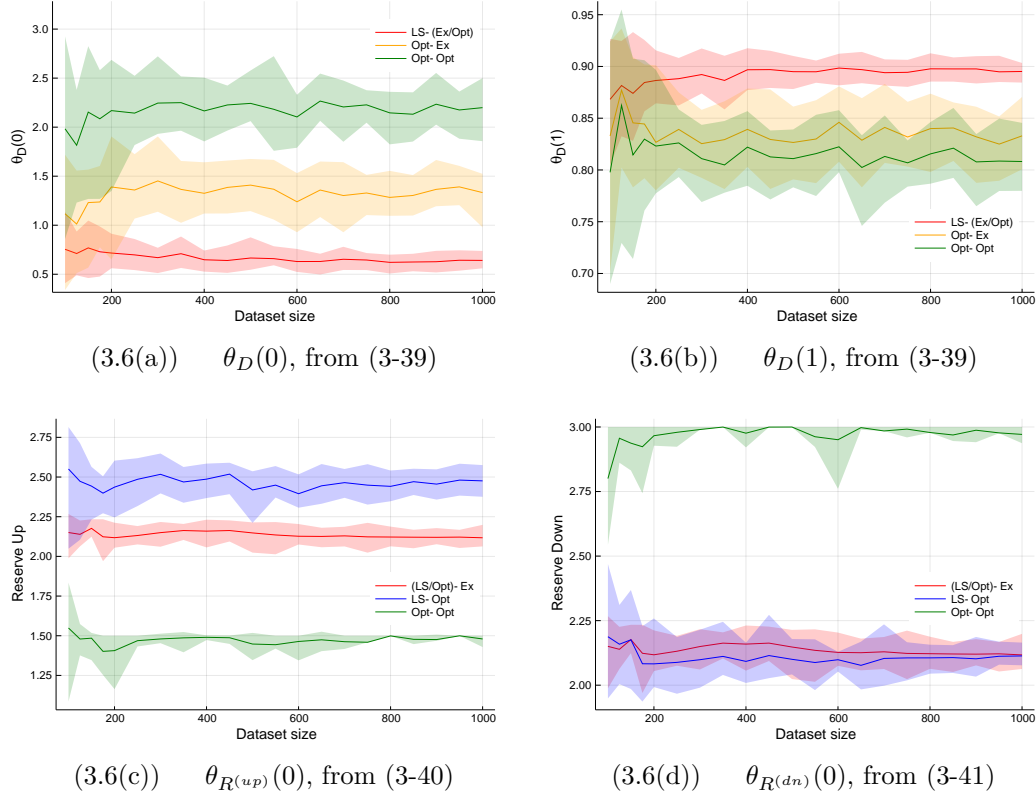 3.0
2.5
2.0
1.5
1.0
0.5
θD(0)
LS- (Ex/Opt)
Opt- Ex
Opt- Opt
200 400 600 800 1000
Dataset size
(3.6(a)) θD(0), from (3-39)
0.95
0.90
0.85
0.80
0.75
0.70
θD(1)
LS- (Ex/Opt)
Opt- Ex
Opt- Opt
200 400 600 800 1000
Dataset size
(3.6(b)) θD(1), from (3-39)
2.75
2.50
2.25
2.00
1.50
1.25
Reserve Up
(LS/Opt)- Ex
LS- Opt
Opt- Opt
200 400 600 800 1000
Dataset size
(3.6(c)) θR(up)(0), from (3-40)
3.00
2.75
2.50
2.25
2.00
Reserve Down
(LS/Opt)- Ex
LS- Opt
Opt- Opt
200 400 600 800 1000
Dataset size
(3.6(d)) θR(dn)(0), from (3-41)